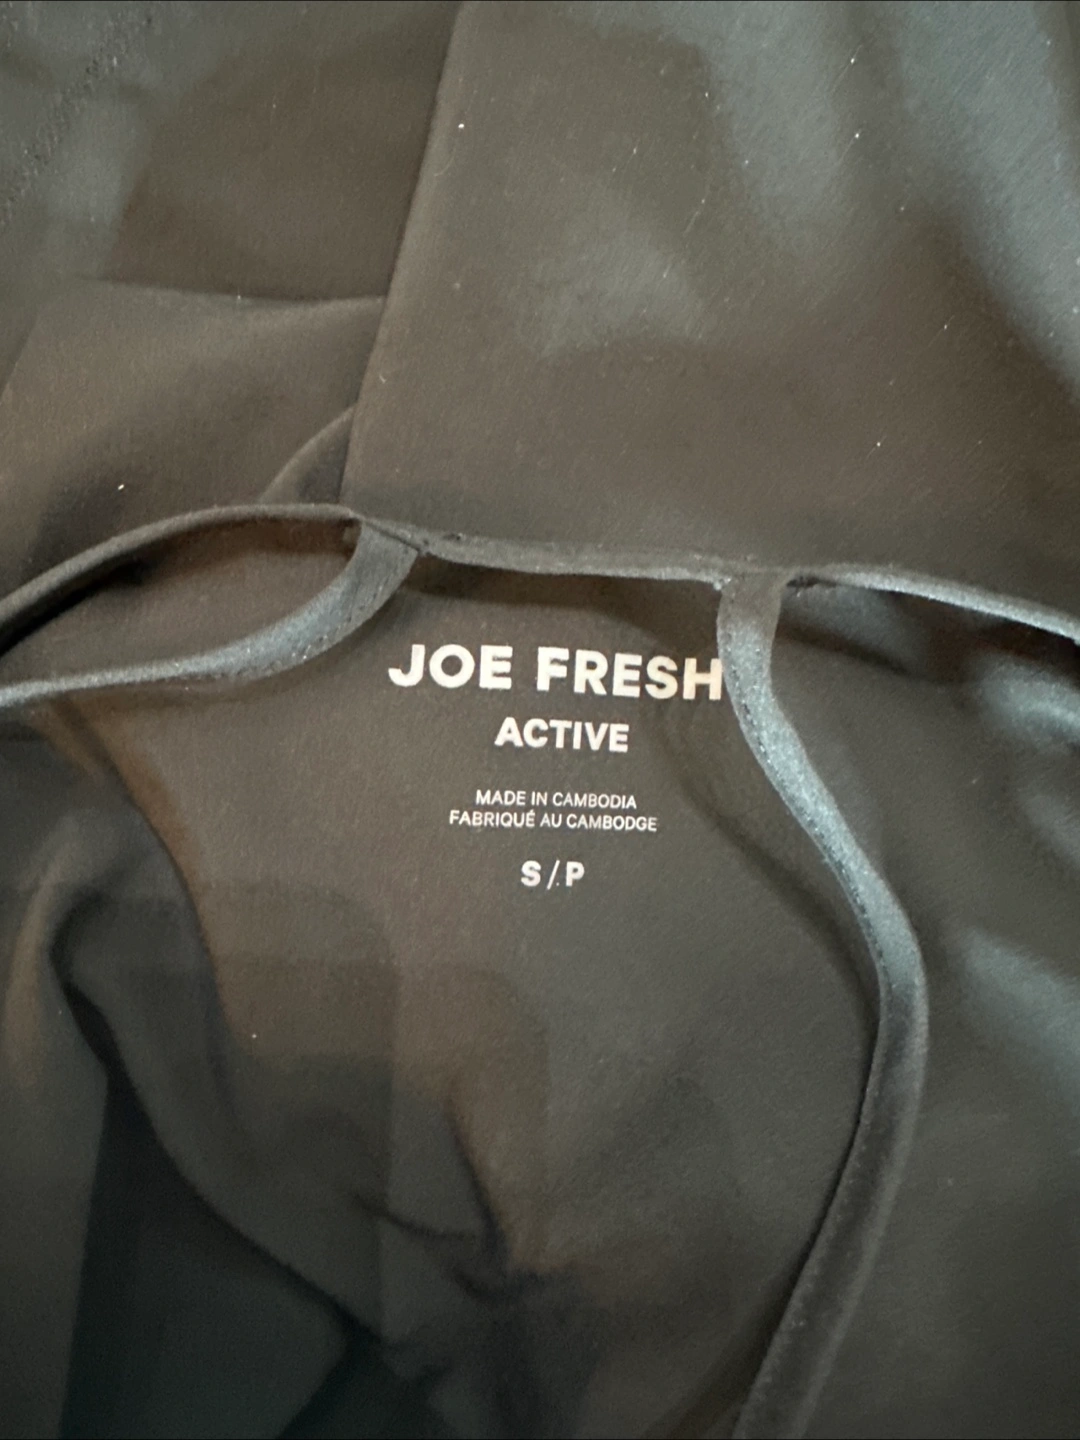 JOE FRESH
ACTIVE
MADE IN CAMBODIA
FABRIQUÉ AU CAMBODGE
S/P